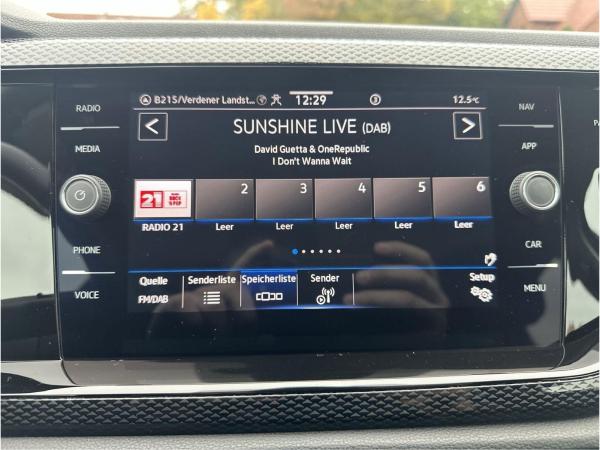 RADIO
MEDIA
PHONE
VOICE
B215/Verdener Landst...
12:29
12.5°C
SUNSHINE LIVE (DAB)
David Guetta & OneRepublic
I Don't Wanna Wait
21
2
3
4
5
6
RADIO 21
Leer
Leer
Leer
Leer
Leer
Quelle
FM/DAB
Senderliste
Speicherliste
Sender
Setup
NAV
APP
CAR
MENU